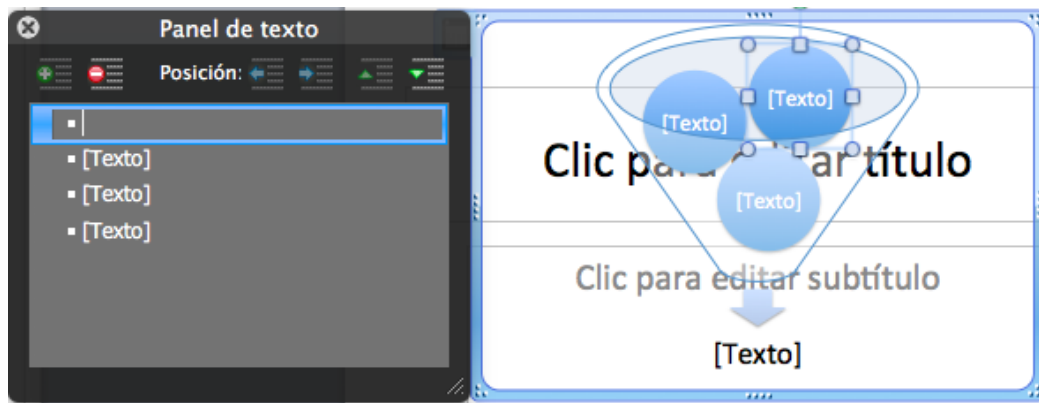 Panel de texto
Posición:
[Texto]
[Texto]
[Texto]
[Texto]
[Texto]
[Texto]
Clic para editar título
Clic para editar subtítulo
[Texto]